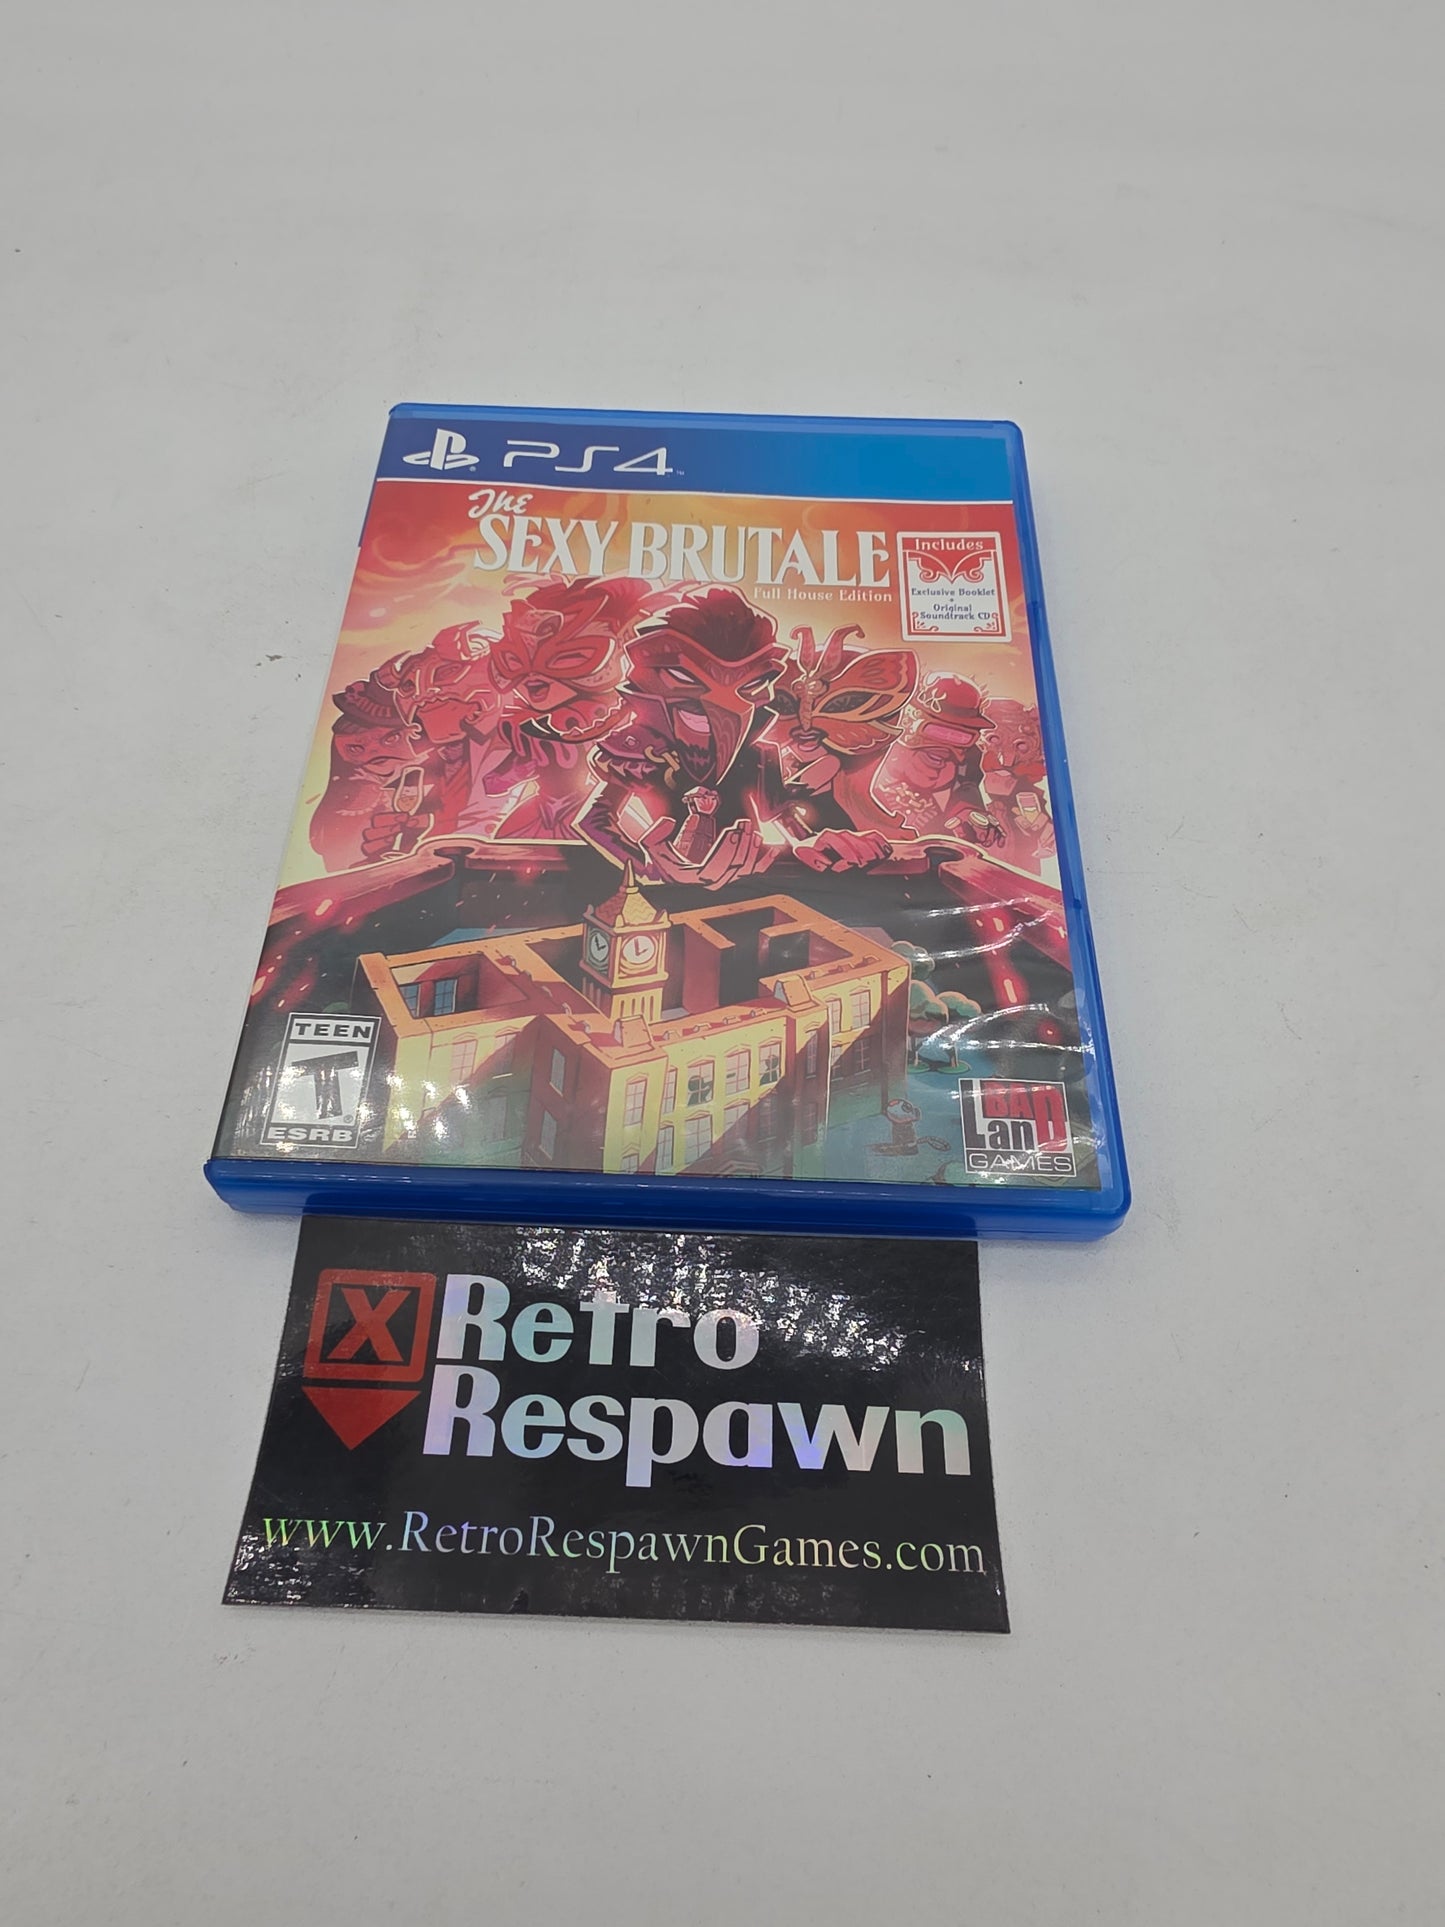 PS4
The
SEXY BRUTALE
Full House Edition
Includes
Exclusive Booklet
+
Original
Soundtrack CD
TEEN
T
ESRB
BAD
LanD
GAMES
X
Retro
Respawn
www.RetroRespawnGames.com